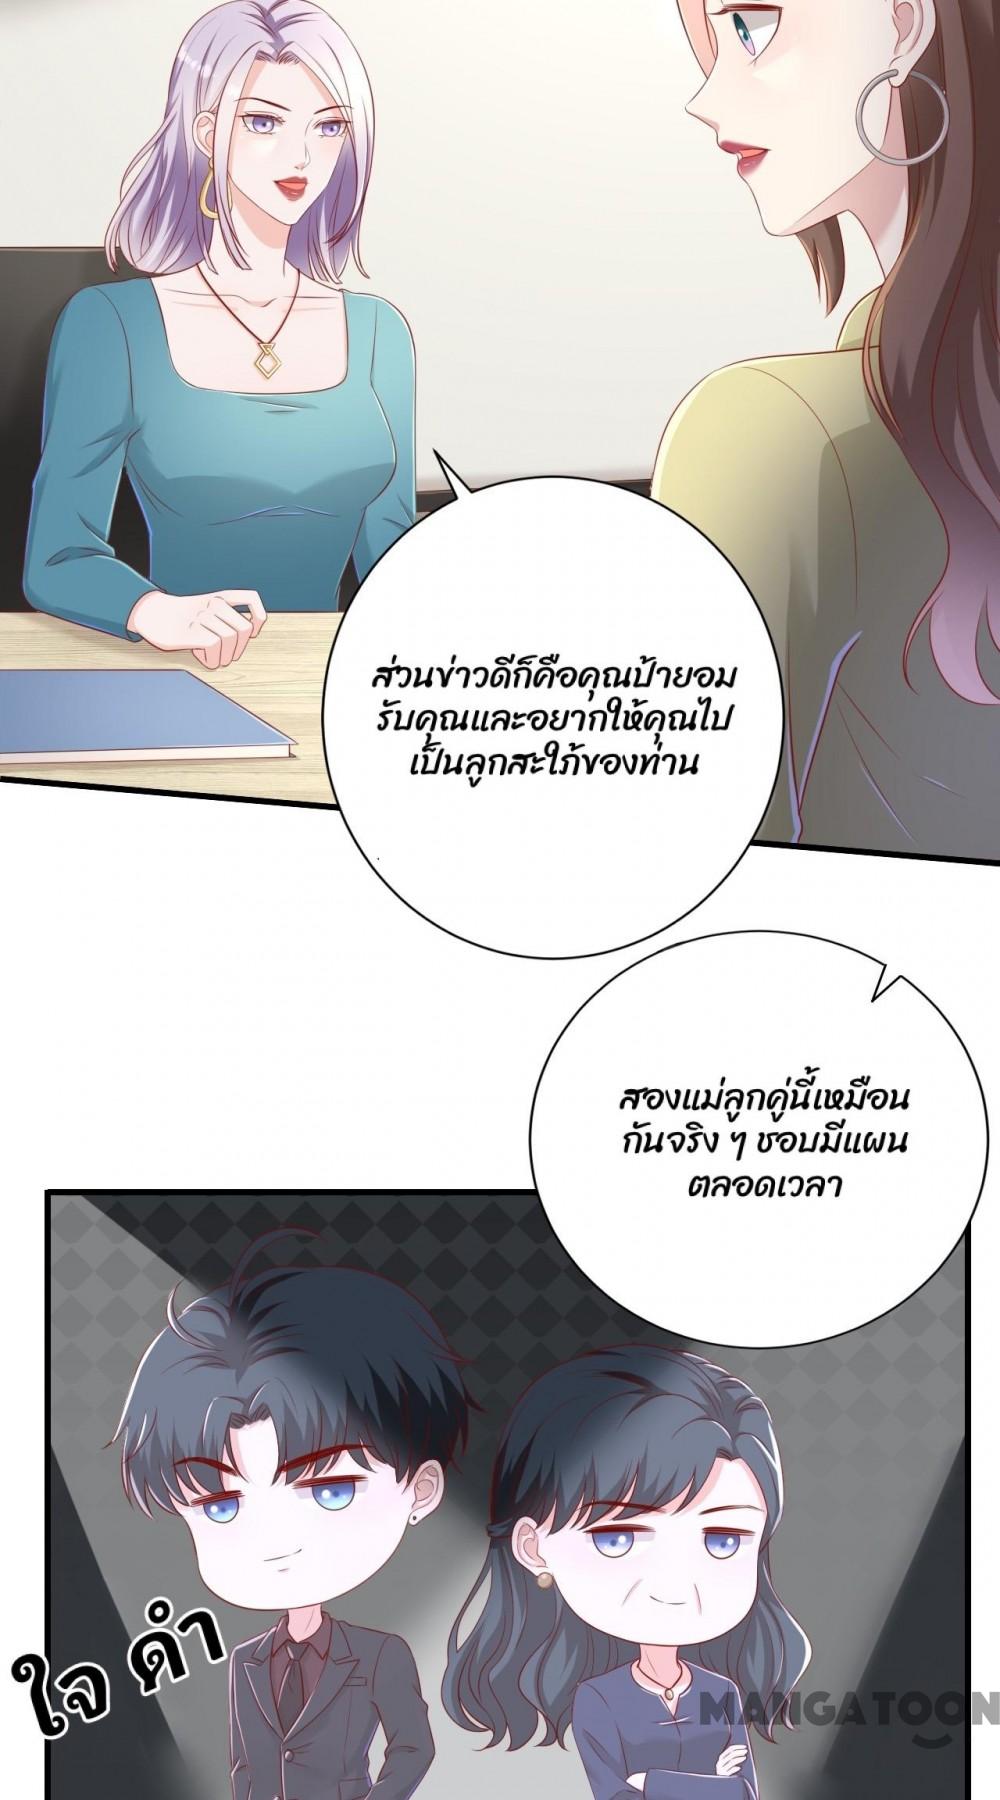 ส่วนข่าวดีก็คือคุณป้ายอม
รับคุณและอยากให้คุณไป
เป็นลูกสะใภ้ของท่าน
สองแม่ลูกคู่นี้เหมือน
กันจริง ๆ ชอบมีแผน
ตลอดเวลา
ใจ ดำ
MANGATOON